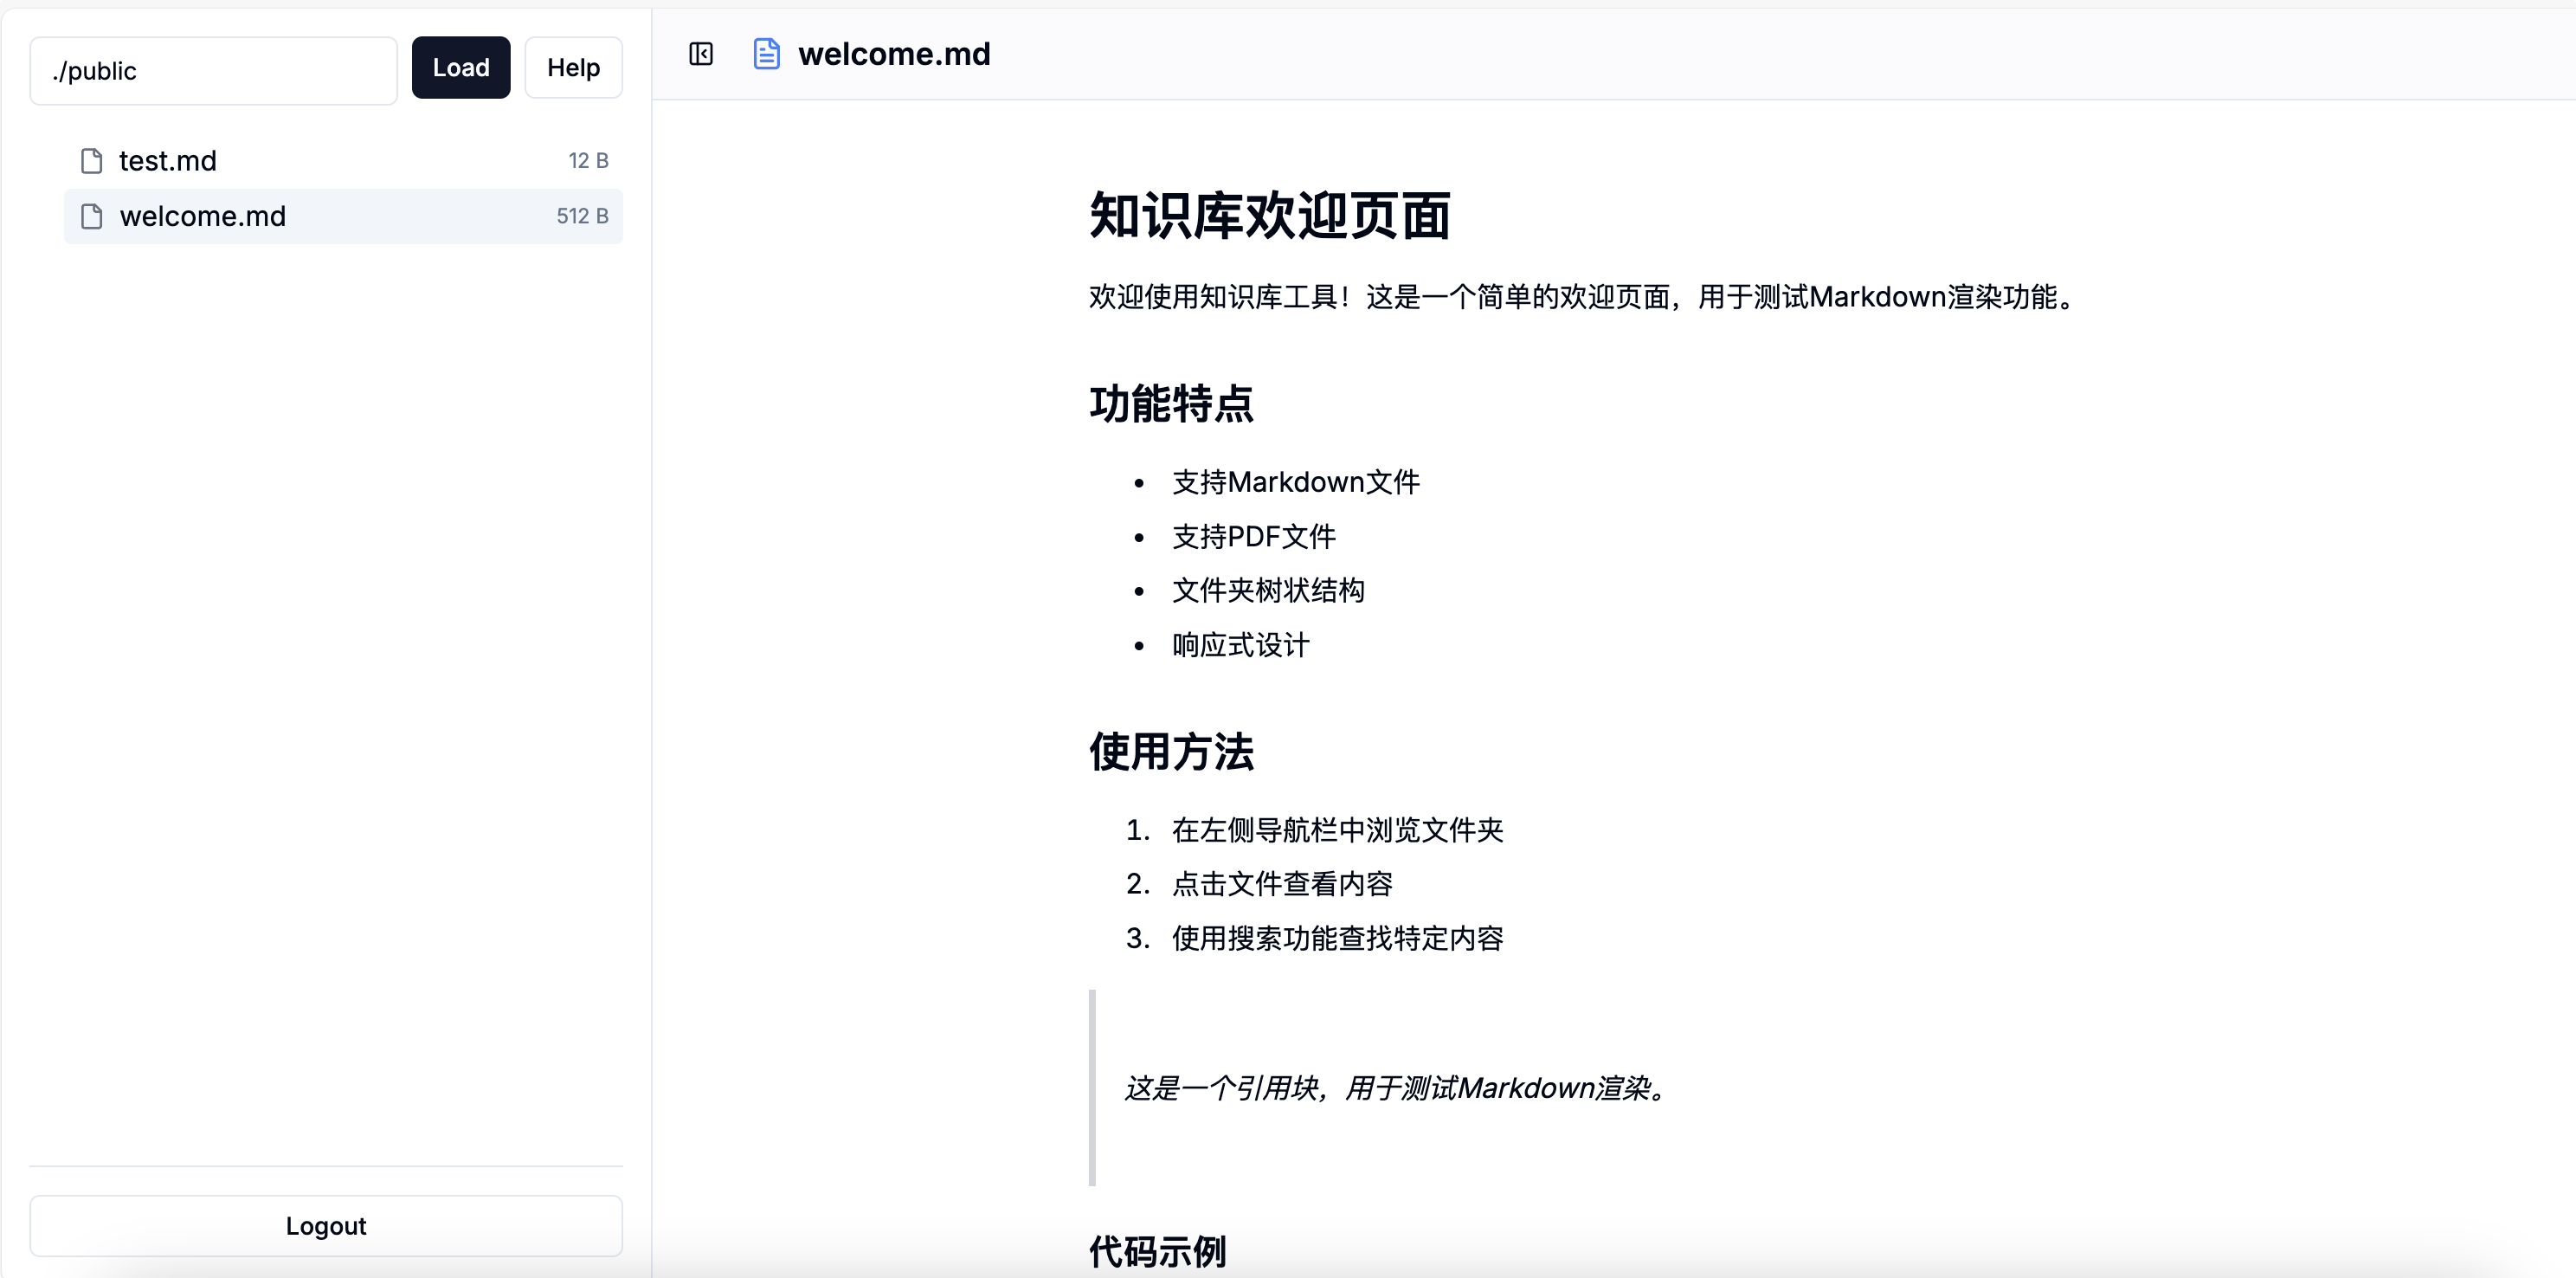 ./public
Load
Help
test.md
12 B
welcome.md
512 B
Logout
welcome.md
知识库欢迎页面
欢迎使用知识库工具！这是一个简单的欢迎页面，用于测试Markdown渲染功能。
功能特点
• 支持Markdown文件
• 支持PDF文件
• 文件夹树状结构
• 响应式设计
使用方法
1. 在左侧导航栏中浏览文件夹
2. 点击文件查看内容
3. 使用搜索功能查找特定内容
这是一个引用块，用于测试Markdown渲染。
代码示例